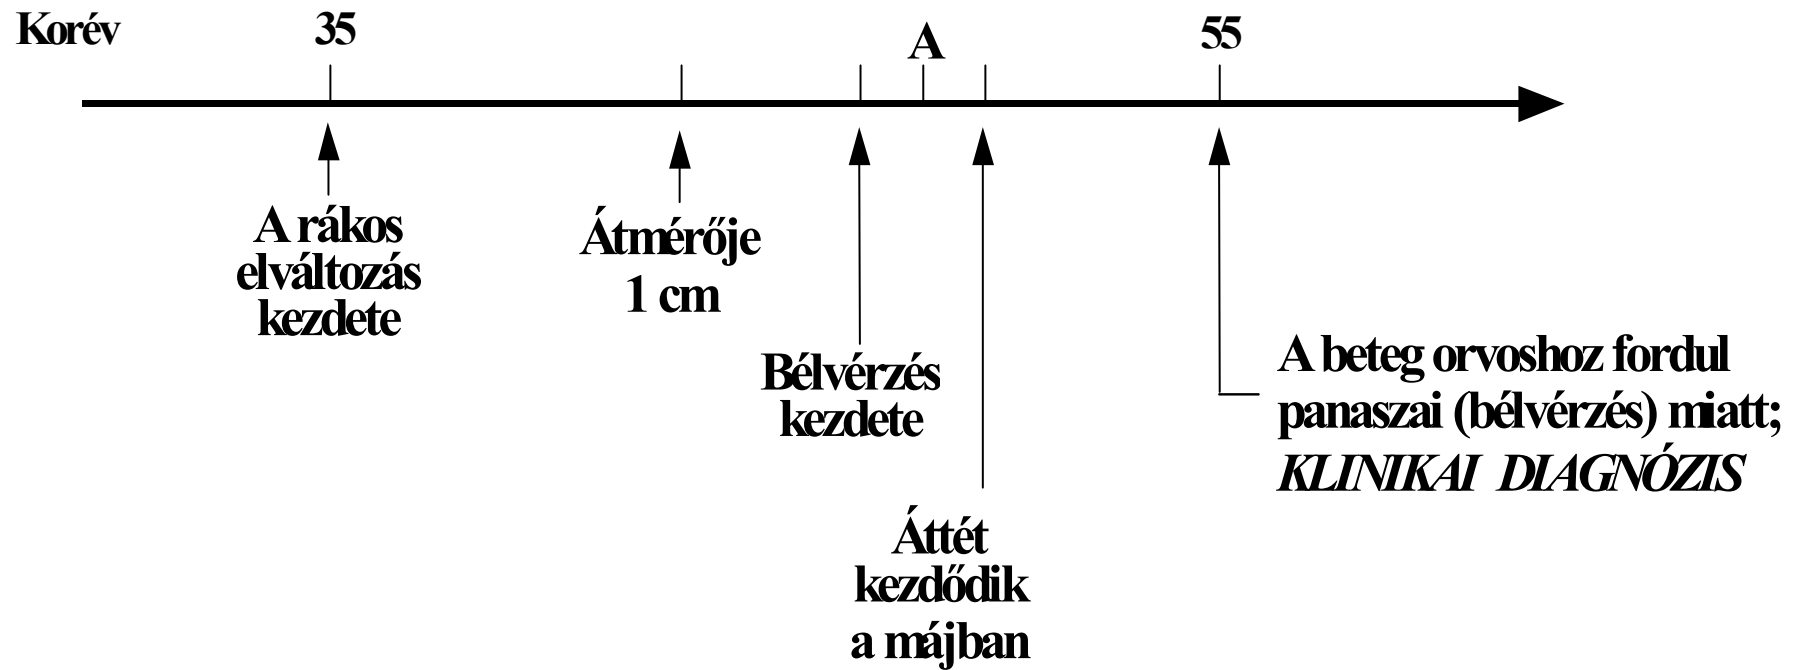 Korév
35
A
55
A rákos
elváltozás
kezdete
Átmérője
1 cm
Bélvérzés
kezdete
Áttét
kezdődik
a májban
A beteg orvoshoz fordul
panaszai (bélvérzés) miatt;
KLINIKAI DIAGNÓZIS